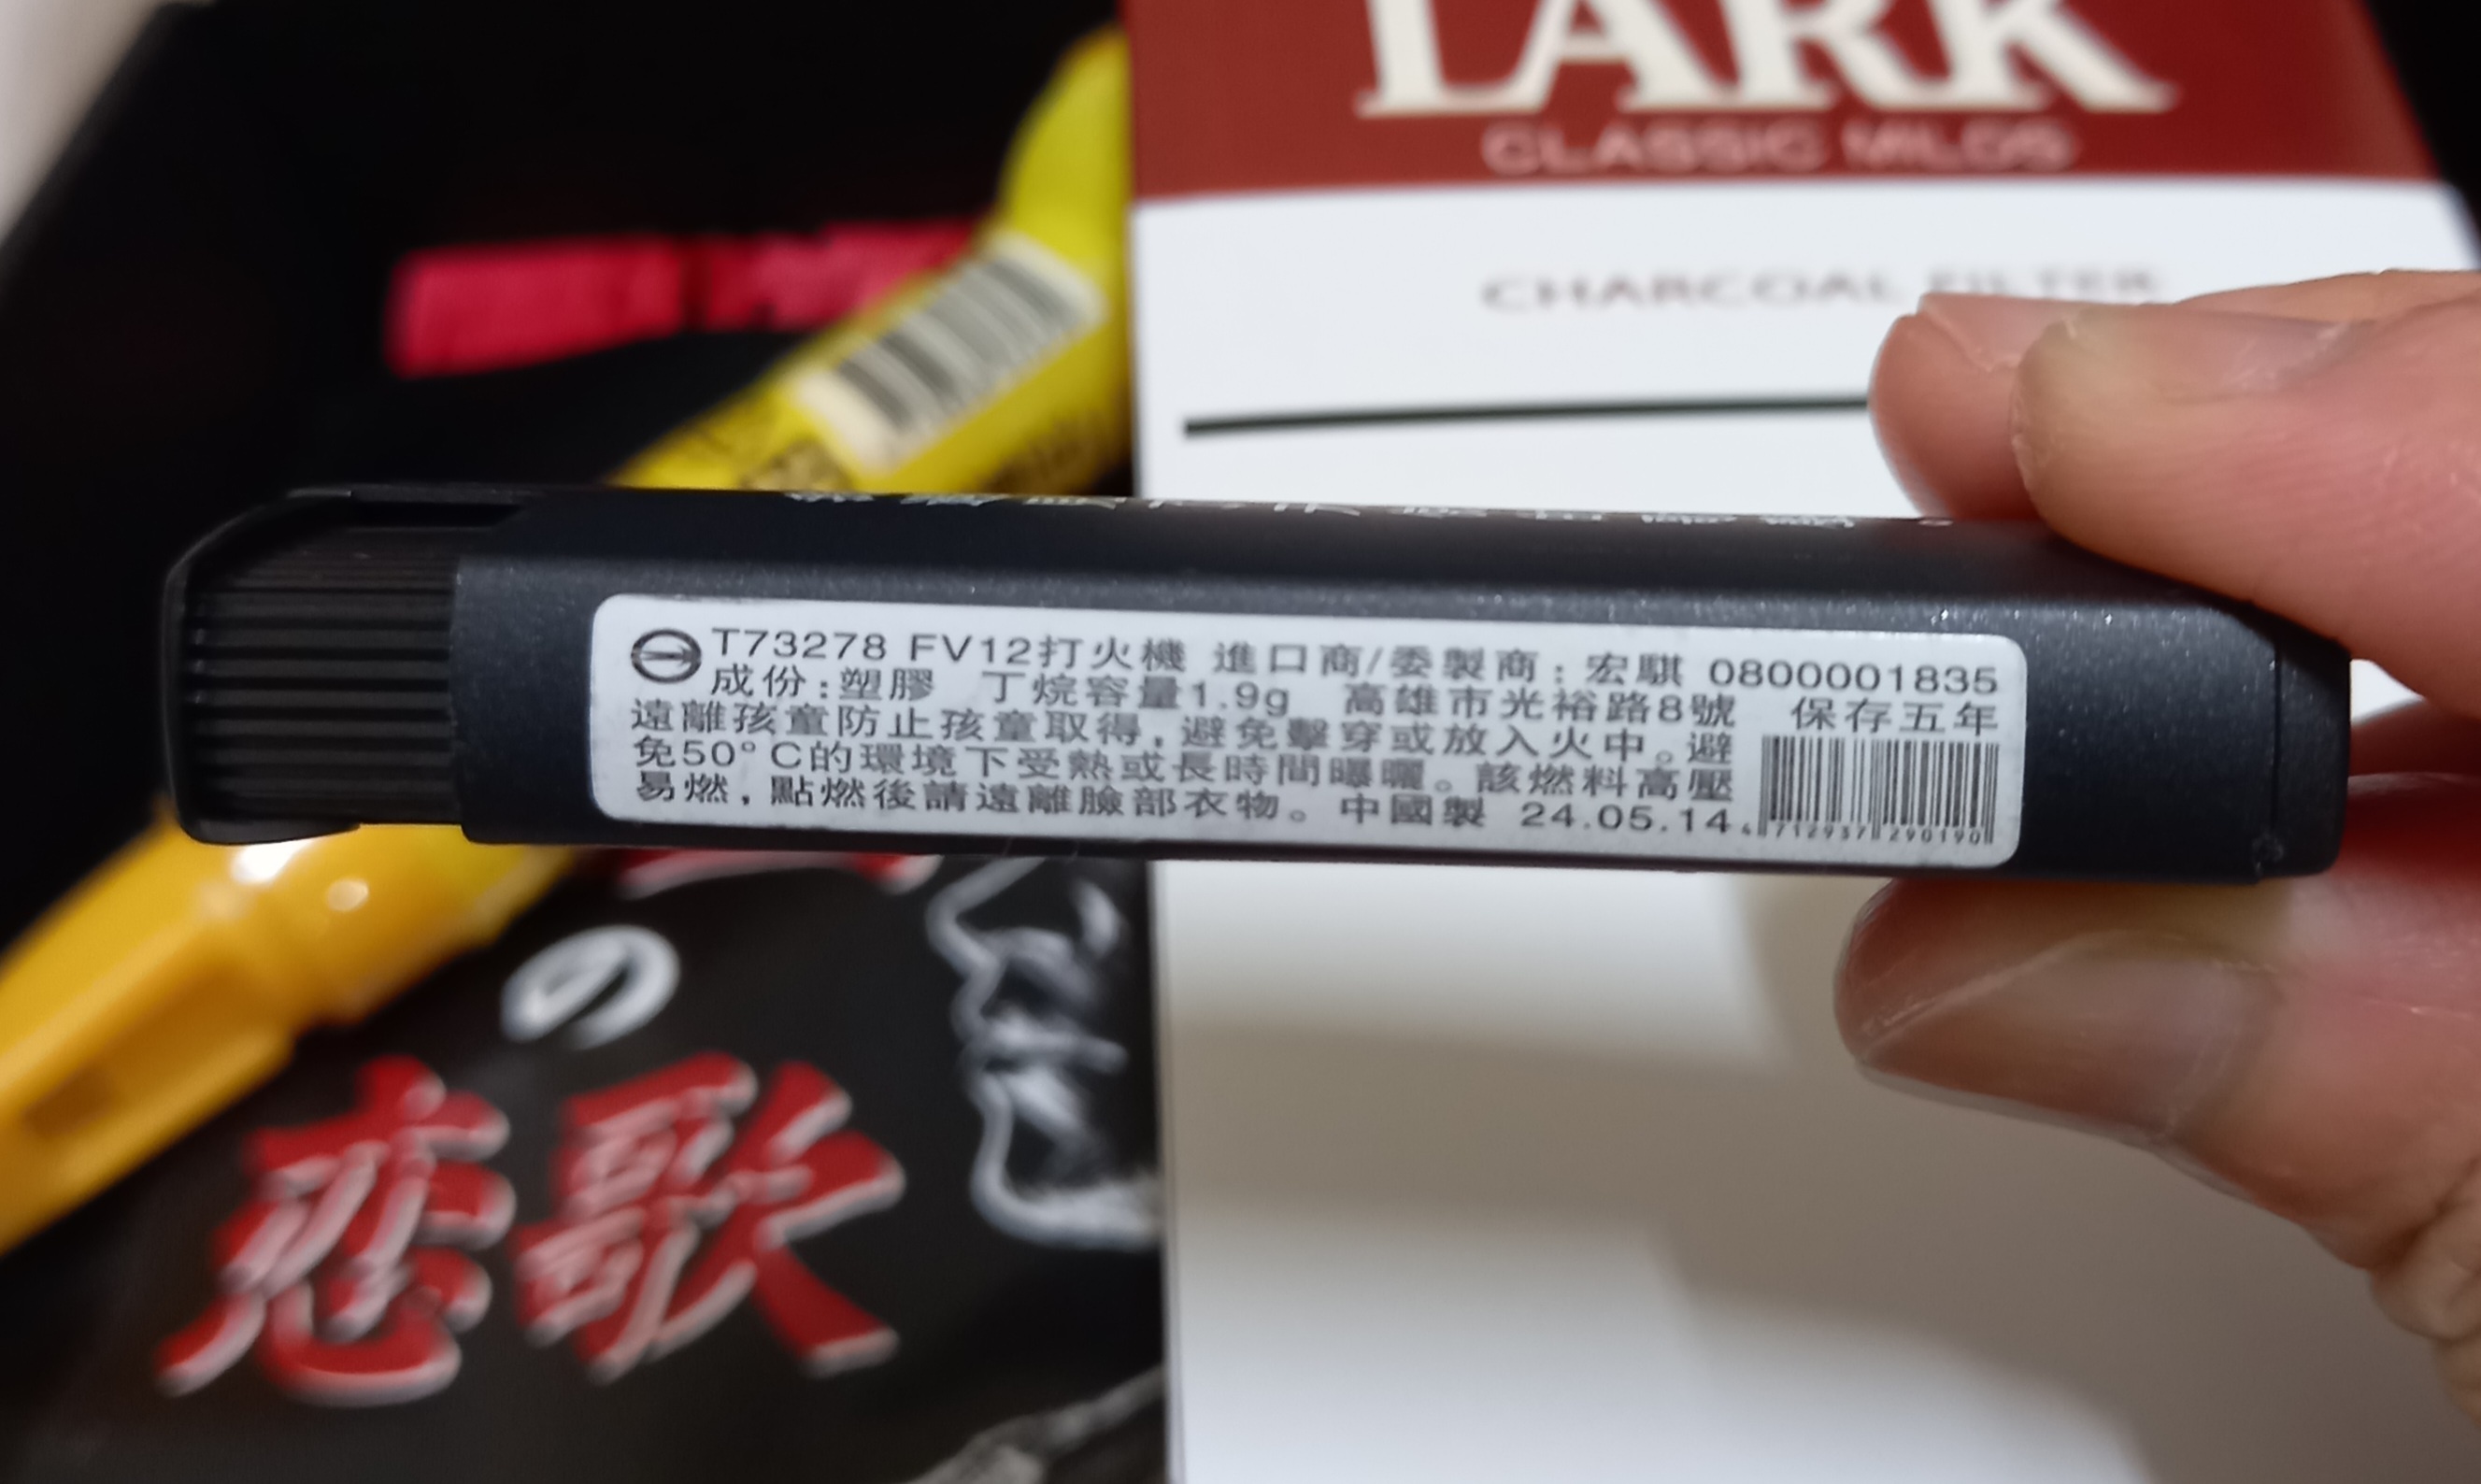 LARK
CLASSIC MILDS
CHARCOAL FILTER
T73278 FV12打火機 進口商/委製商：宏騏 0800001835
成份：塑膠 丁烷容量1.9g 高雄市光裕路8號 保存五年
遠離孩童防止孩童取得，避免擊穿或放入火中。避
免50°C的環境下受熱或長時間曝曬。該燃料高壓
易燃，點燃後請遠離臉部衣物。中國製 24.05.14
4 712937 290190
の
恋歌